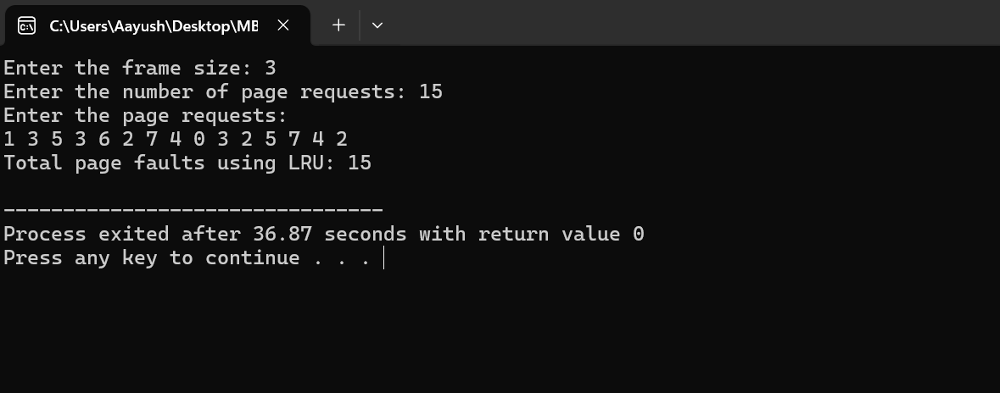 C:\Users\Aayush\Desktop\ME
Enter the frame size: 3
Enter the number of page requests: 15
Enter the page requests:
1 3 5 3 6 2 7 4 0 3 2 5 7 4 2
Total page faults using LRU: 15
--------------------------------
Process exited after 36.87 seconds with return value 0
Press any key to continue . . .